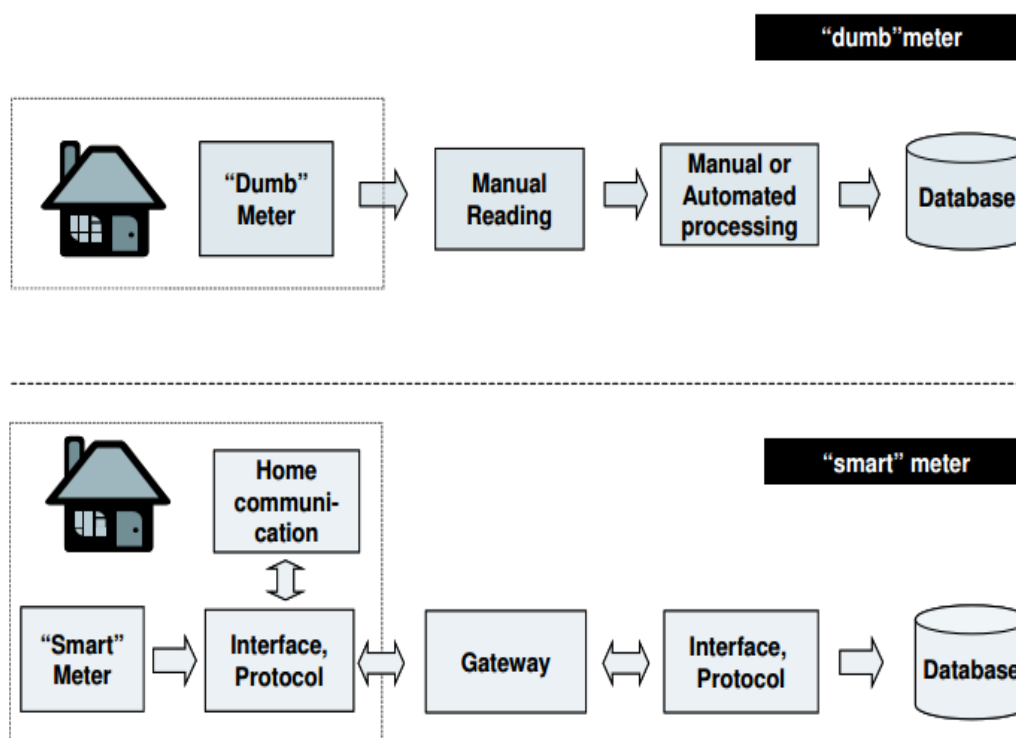 “dumb”meter
“Dumb”
Meter
Manual
Reading
Manual or
Automated
processing
Database
“smart” meter
Home
communi-
cation
“Smart”
Meter
Interface,
Protocol
Gateway
Interface,
Protocol
Database